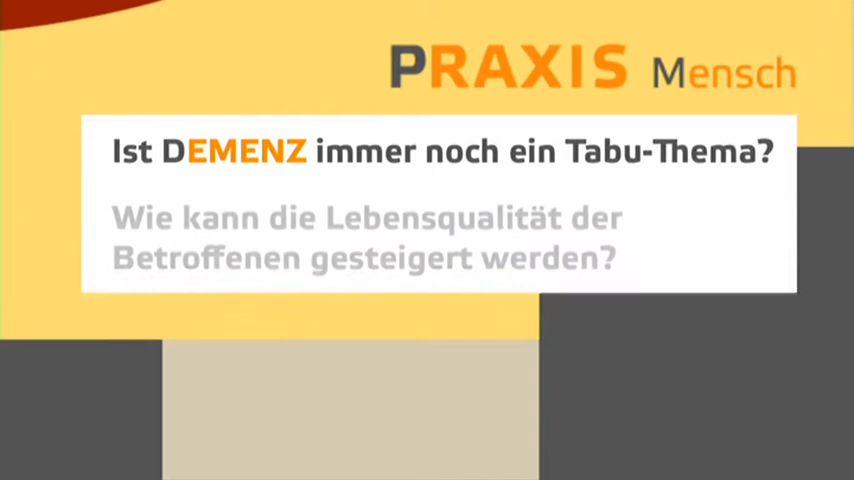 PRAXIS Mensch
Ist DEMENZ immer noch ein Tabu-Thema?
Wie kann die Lebensqualität der
Betroffenen gesteigert werden?